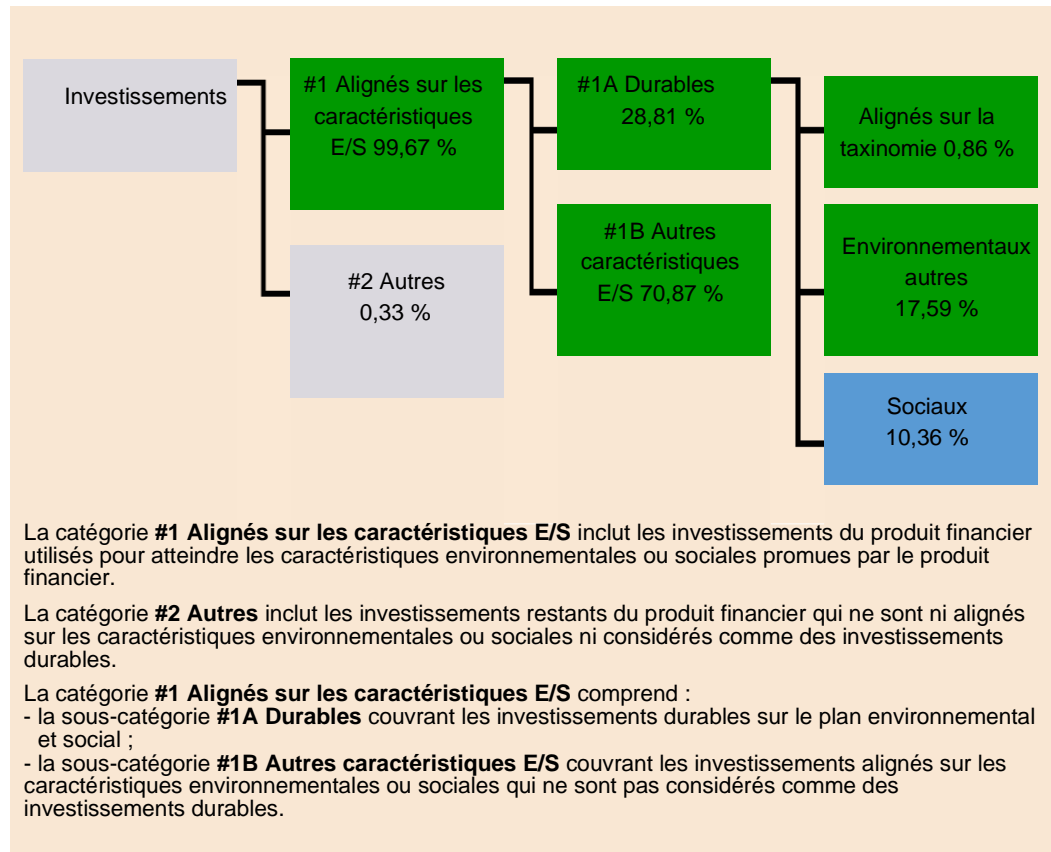 Investissements
#1 Alignés sur les
caractéristiques
E/S 99,67 %
#2 Autres
0,33 %
#1A Durables
28,81 %
#1B Autres
caractéristiques
E/S 70,87 %
Alignés sur la
taxinomie 0,86 %
Environnementaux
autres
17,59 %
Sociaux
10,36 %
La catégorie #1 Alignés sur les caractéristiques E/S inclut les investissements du produit financier
utilisés pour atteindre les caractéristiques environnementales ou sociales promues par le produit
financier.
La catégorie #2 Autres inclut les investissements restants du produit financier qui ne sont ni alignés
sur les caractéristiques environnementales ou sociales ni considérés comme des investissements
durables.
La catégorie #1 Alignés sur les caractéristiques E/S comprend :
- la sous-catégorie #1A Durables couvrant les investissements durables sur le plan environnemental
et social ;
- la sous-catégorie #1B Autres caractéristiques E/S couvrant les investissements alignés sur les
caractéristiques environnementales ou sociales qui ne sont pas considérés comme des
investissements durables.